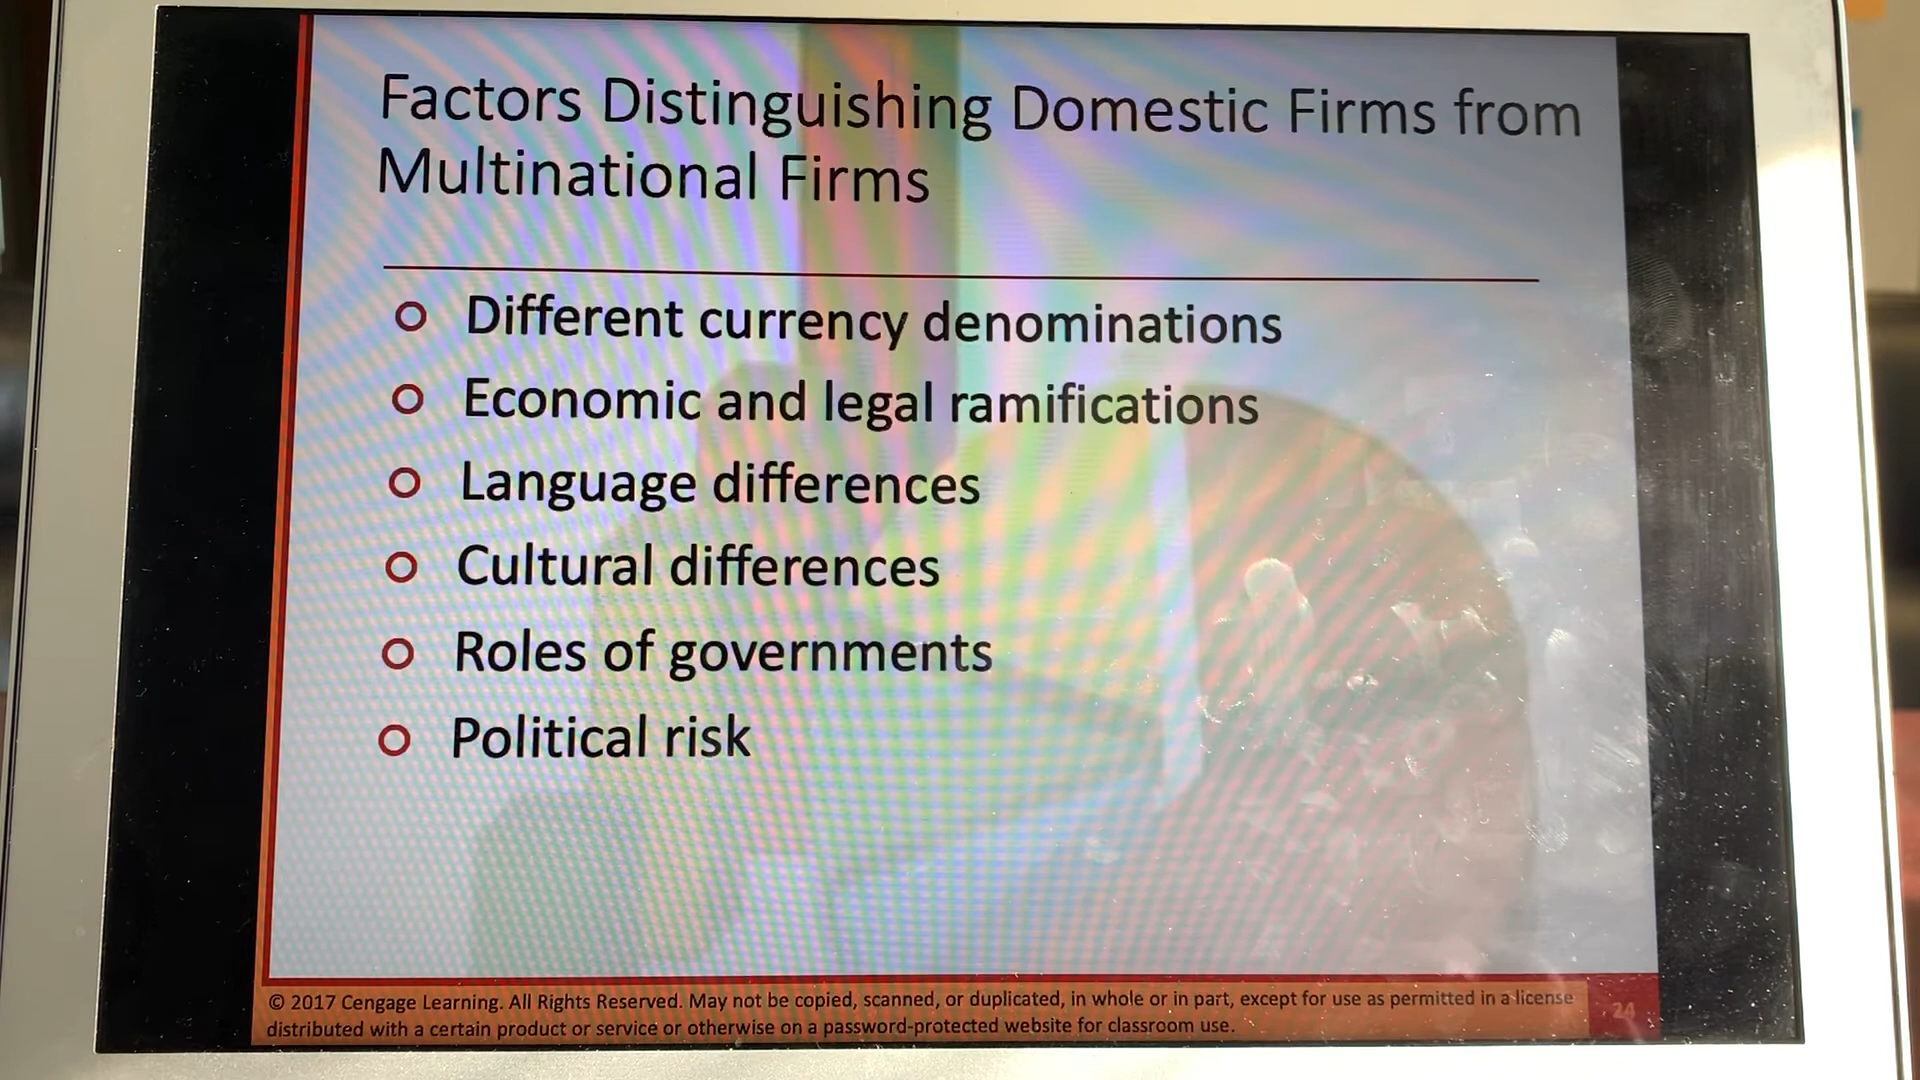 Factors Distinguishing Domestic Firms from
Multinational Firms
Different currency denominations
Economic and legal ramifications
Language differences
Cultural differences
Roles of governments
Political risk
© 2017 Cengage Learning. All Rights Reserved. May not be copied, scanned, or duplicated, in whole or in part, except for use as permitted in a license
distributed with a certain product or service or otherwise on a password-protected website for classroom use.
24